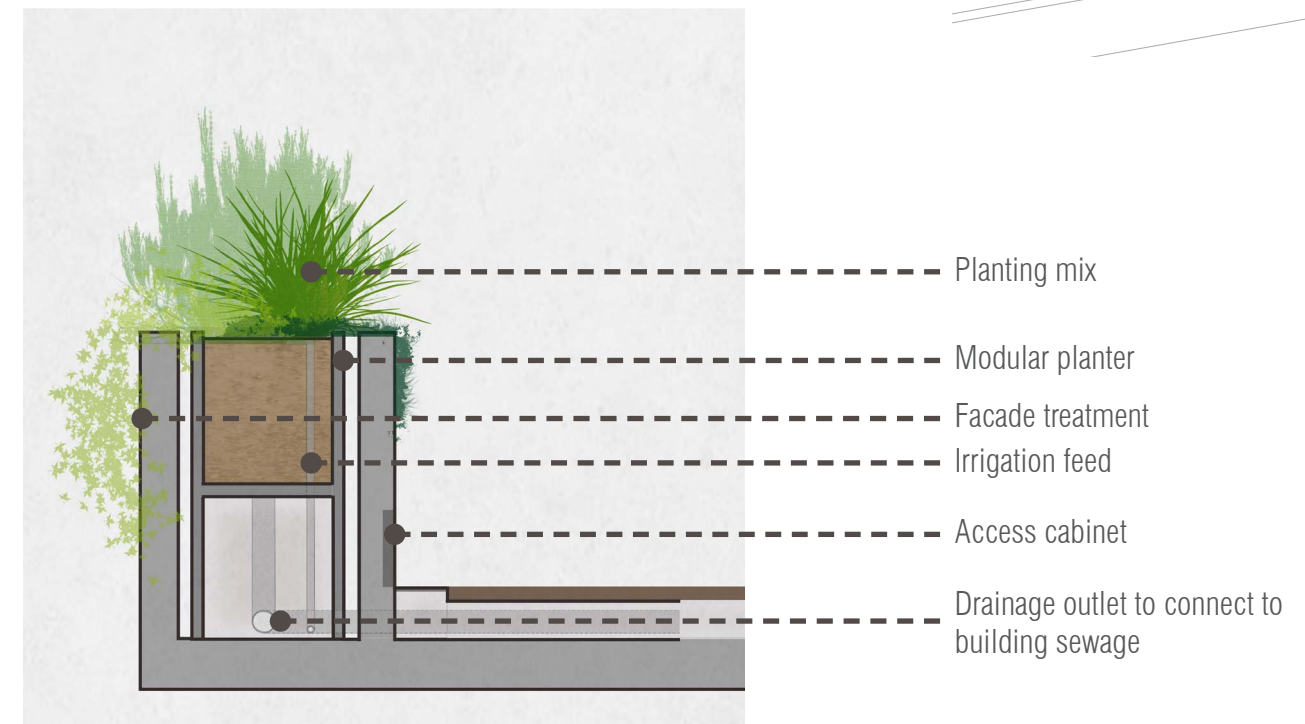 Planting mix
Modular planter
Facade treatment
Irrigation feed
Access cabinet
Drainage outlet to connect to
building sewage